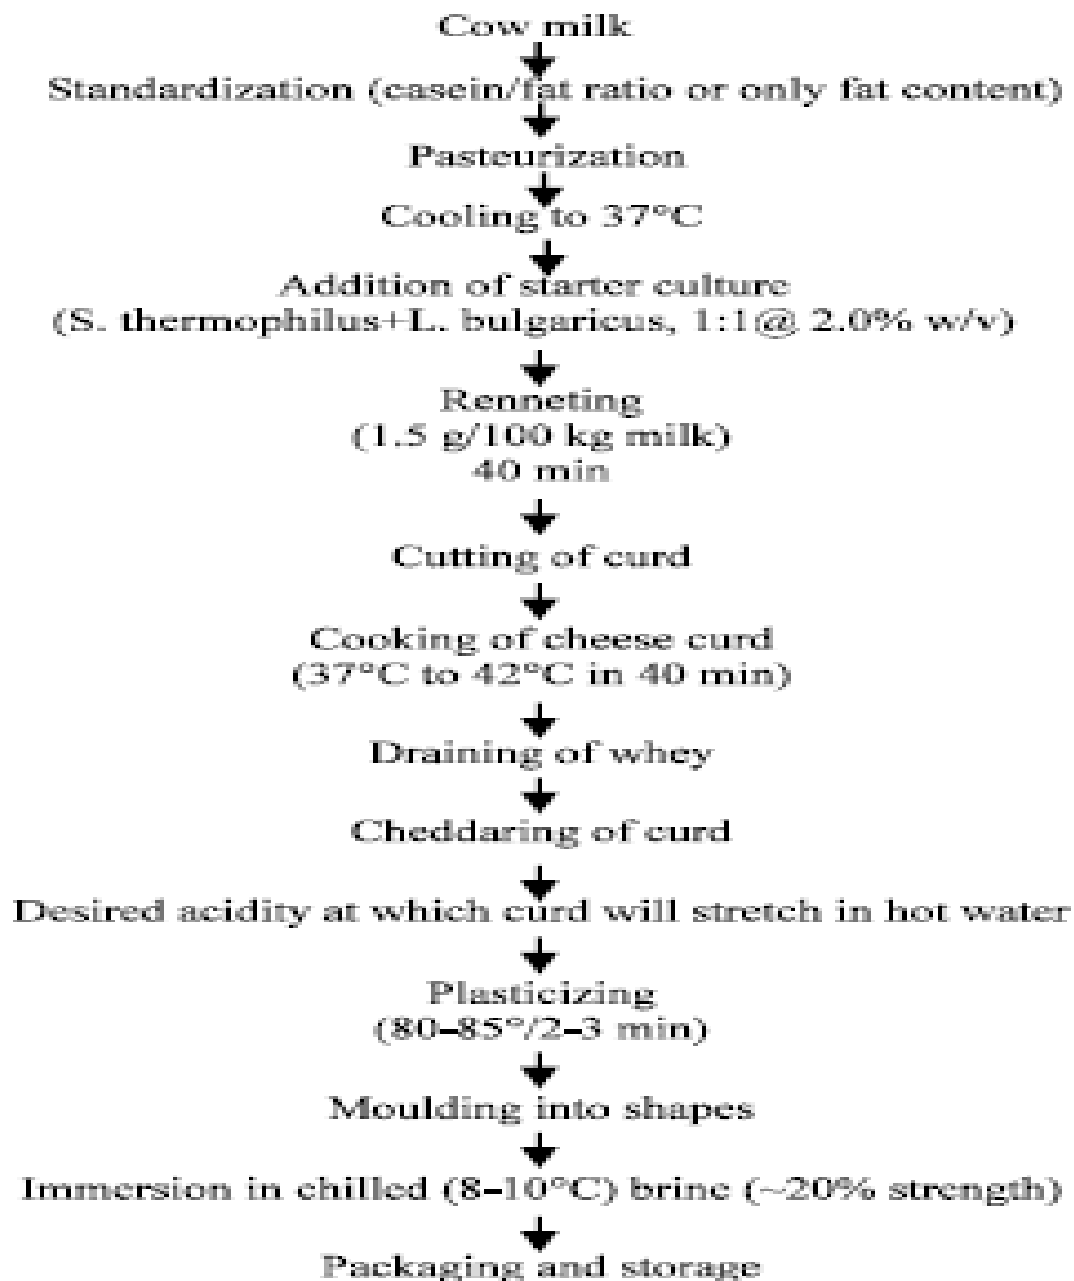 Cow milk
Standardization (casein/fat ratio or only fat content)
Pasteurization
Cooling to 37°C
Addition of starter culture
(S. thermophilus+L. bulgaricus, 1:1@ 2.0% w/v)
Renneting
(1.5 g/100 kg milk)
40 min
Cutting of curd
Cooking of cheese curd
(37°C to 42°C in 40 min)
Draining of whey
Cheddaring of curd
Desired acidity at which curd will stretch in hot water
Plasticizing
(80–85°/2–3 min)
Moulding into shapes
Immersion in chilled (8–10°C) brine (~20% strength)
Packaging and storage